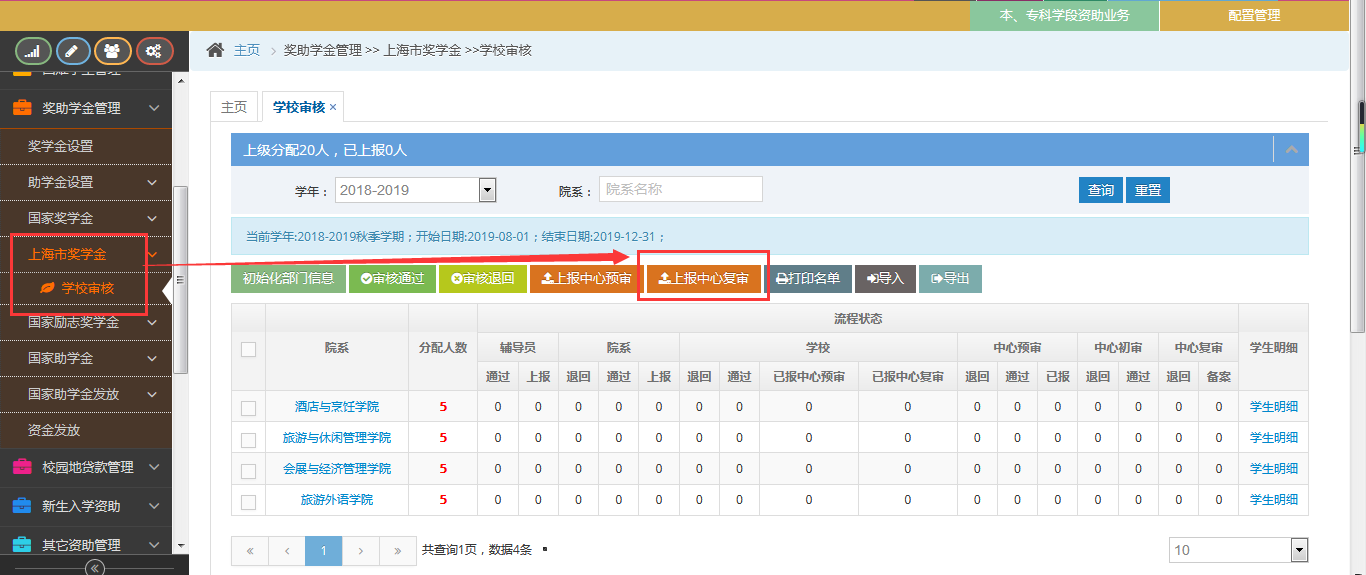 本、专科学段资助业务
配置管理
主页 > 奖助学金管理 >> 上海市奖学金 >>学校审核
奖助学金管理
奖学金设置
助学金设置
国家奖学金
上海市奖学金
学校审核
国家励志奖学金
国家助学金
国家助学金发放
资金发放
校园地贷款管理
新生入学资助
其它资助管理
主页
学校审核 ×
上级分配20人，已上报0人
学年： 2018-2019
院系： 院系名称
查询 重置
当前学年:2018-2019秋季学期；开始日期:2019-08-01；结束日期:2019-12-31；
初始化部门信息 审核通过 审核退回 上报中心预审 上报中心复审 打印名单 导入 导出
流程状态
院系 分配人数 辅导员 院系 学校 中心预审 中心初审 中心复审 学生明细
通过 上报 退回 通过 上报 退回 通过 已报中心预审 已报中心复审 退回 通过 已报 退回 通过 退回 备案
酒店与烹饪学院 5 0 0 0 0 0 0 0 0 0 0 0 0 0 0 0 0 学生明细
旅游与休闲管理学院 5 0 0 0 0 0 0 0 0 0 0 0 0 0 0 0 0 学生明细
会展与经济管理学院 5 0 0 0 0 0 0 0 0 0 0 0 0 0 0 0 0 学生明细
旅游外语学院 5 0 0 0 0 0 0 0 0 0 0 0 0 0 0 0 0 学生明细
« ‹ 1 › » 共查询1页，数据4条
10